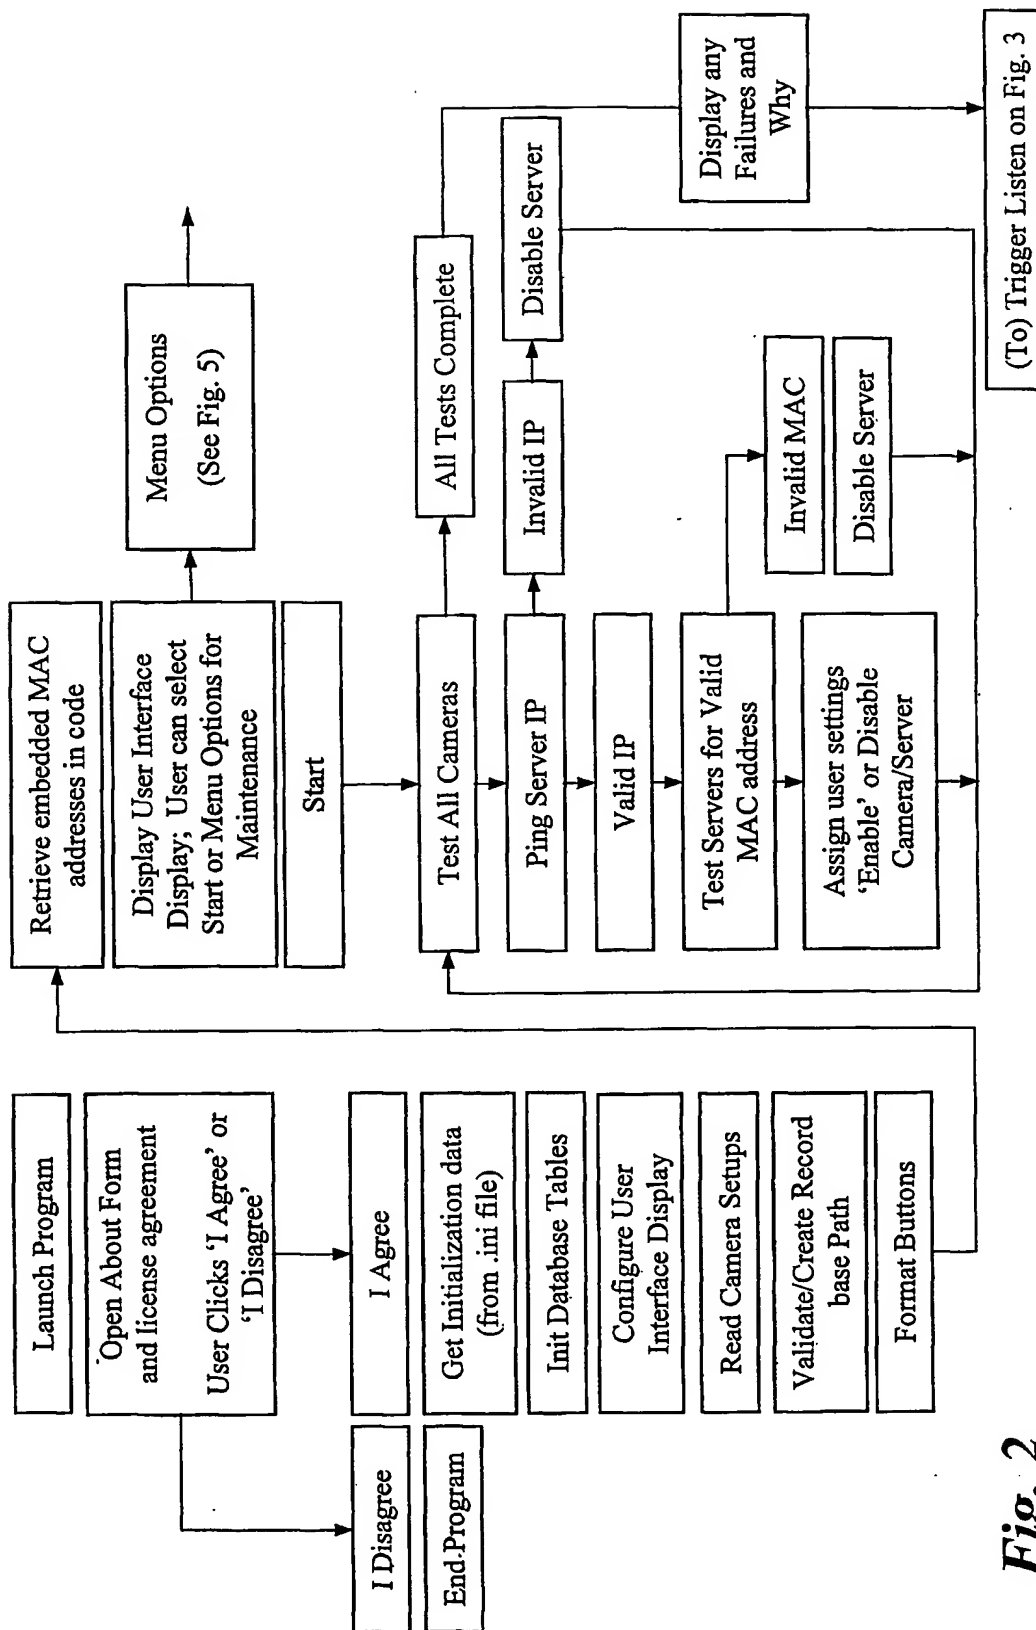 Launch Program
Open About Form
and license agreement
User Clicks ‘I Agree’ or
‘I Disagree’
I Disagree
End.Program
I Agree
Get Initialization data
(from .ini file)
Init Database Tables
Configure User
Interface Display
Read Camera Setups
Validate/Create Record
base Path
Format Buttons
Retrieve embedded MAC
addresses in code
Display User Interface
Display; User can select
Start or Menu Options for
Maintenance
Menu Options
(See Fig. 5)
Start
Test All Cameras
All Tests Complete
Ping Server IP
Invalid IP
Disable Server
Valid IP
Test Servers for Valid
MAC address
Invalid MAC
Disable Server
Assign user settings
‘Enable’ or Disable
Camera/Server
Display any
Failures and
Why
(To) Trigger Listen on Fig. 3
Fig. 2